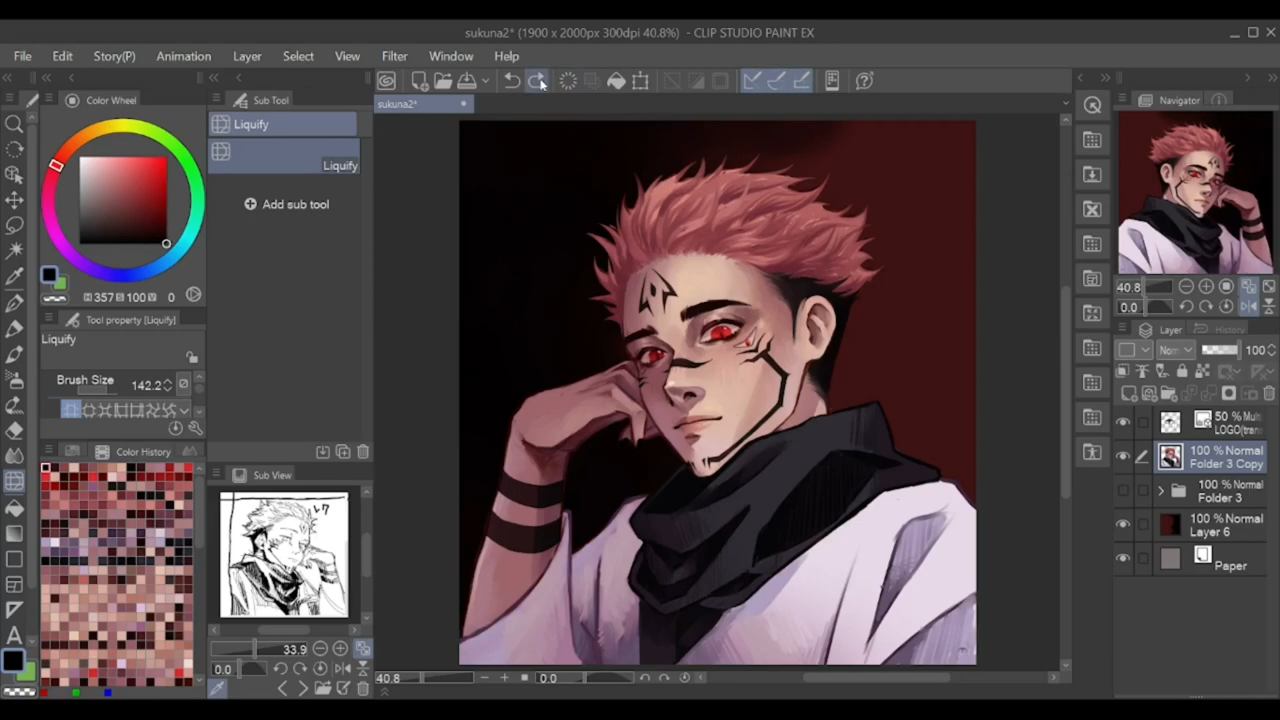 sukuna2* (1900 x 2000px 300dpi 40.8%) - CLIP STUDIO PAINT EX
File Edit Story(P) Animation Layer Select View Filter Window Help
Color Wheel
Sub Tool
sukuna2*
Navigator
Liquify
Liquify
Add sub tool
H 357 S 100 V 0
Tool property [Liquify]
Liquify
Brush Size 142.2
Color History
Sub View
33.9
0.0
40.8 0.0
40.8
0.0
Layer History
100
50 %
100 % Normal
Folder 3 Copy
100 % Normal
Folder 3
100 % Normal
Layer 6
Paper